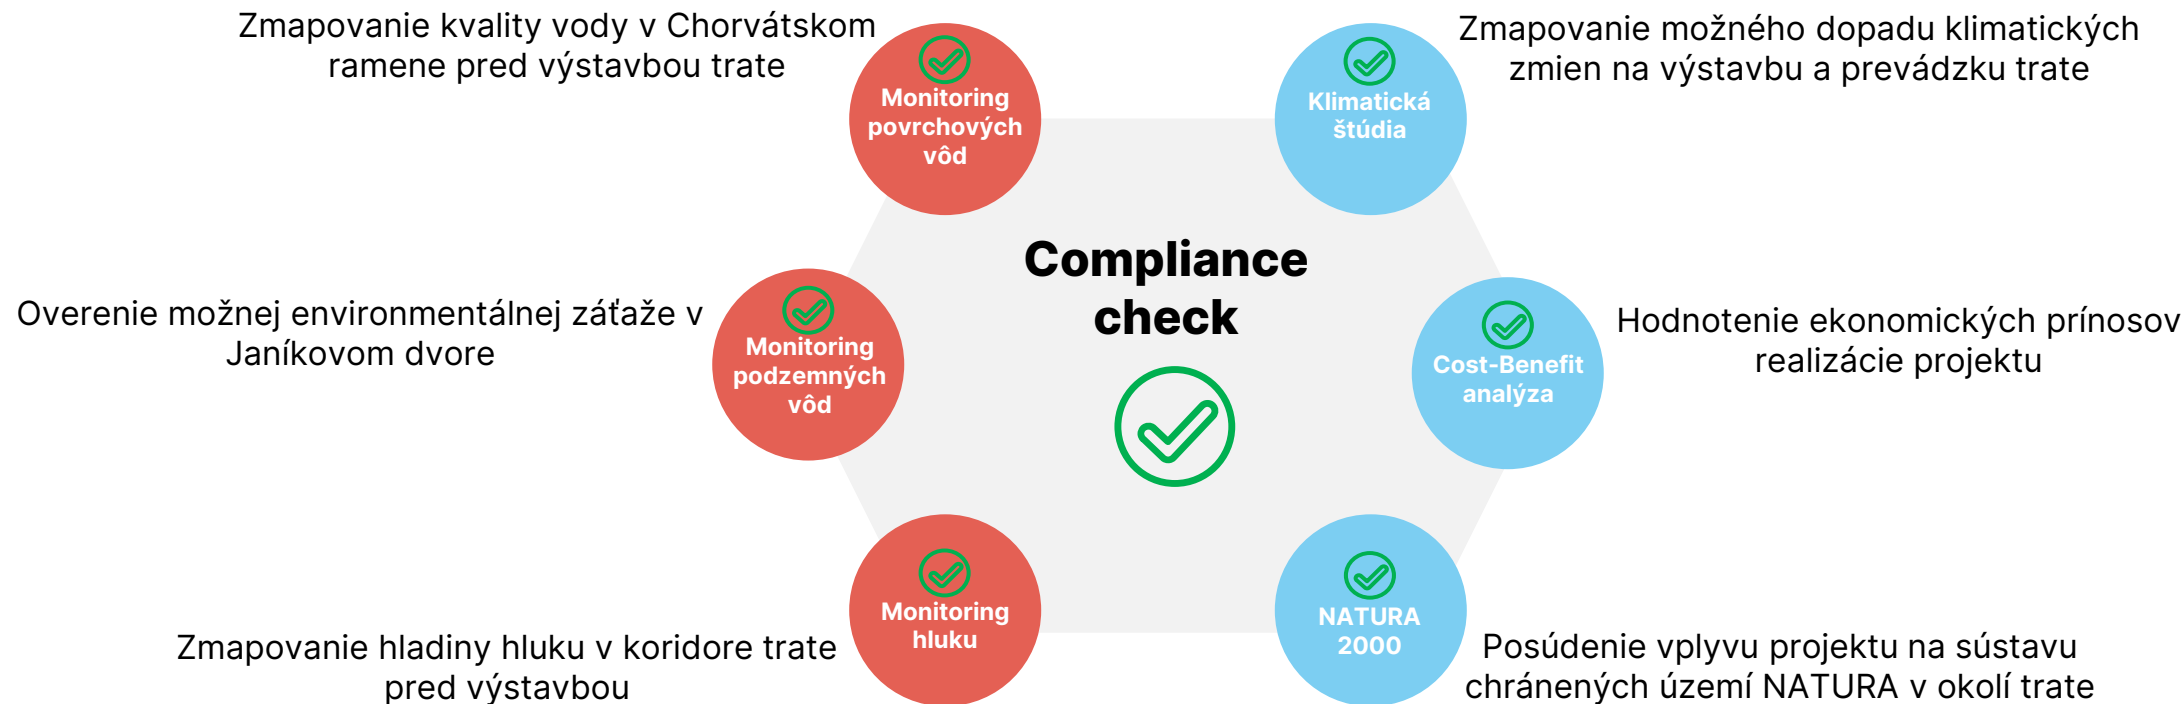 Zmapovanie kvality vody v Chorvátskom
ramene pred výstavbou trate
Monitoring
povrchových
vôd
Klimatická
štúdia
Zmapovanie možného dopadu klimatických
zmien na výstavbu a prevádzku trate
Compliance
check
Overenie možnej environmentálnej záťaže v
Janíkovom dvore
Monitoring
podzemných
vôd
Cost-Benefit
analýza
Hodnotenie ekonomických prínosov
realizácie projektu
Zmapovanie hladiny hluku v koridore trate
pred výstavbou
Monitoring
hluku
NATURA
2000
Posúdenie vplyvu projektu na sústavu
chránených území NATURA v okolí trate